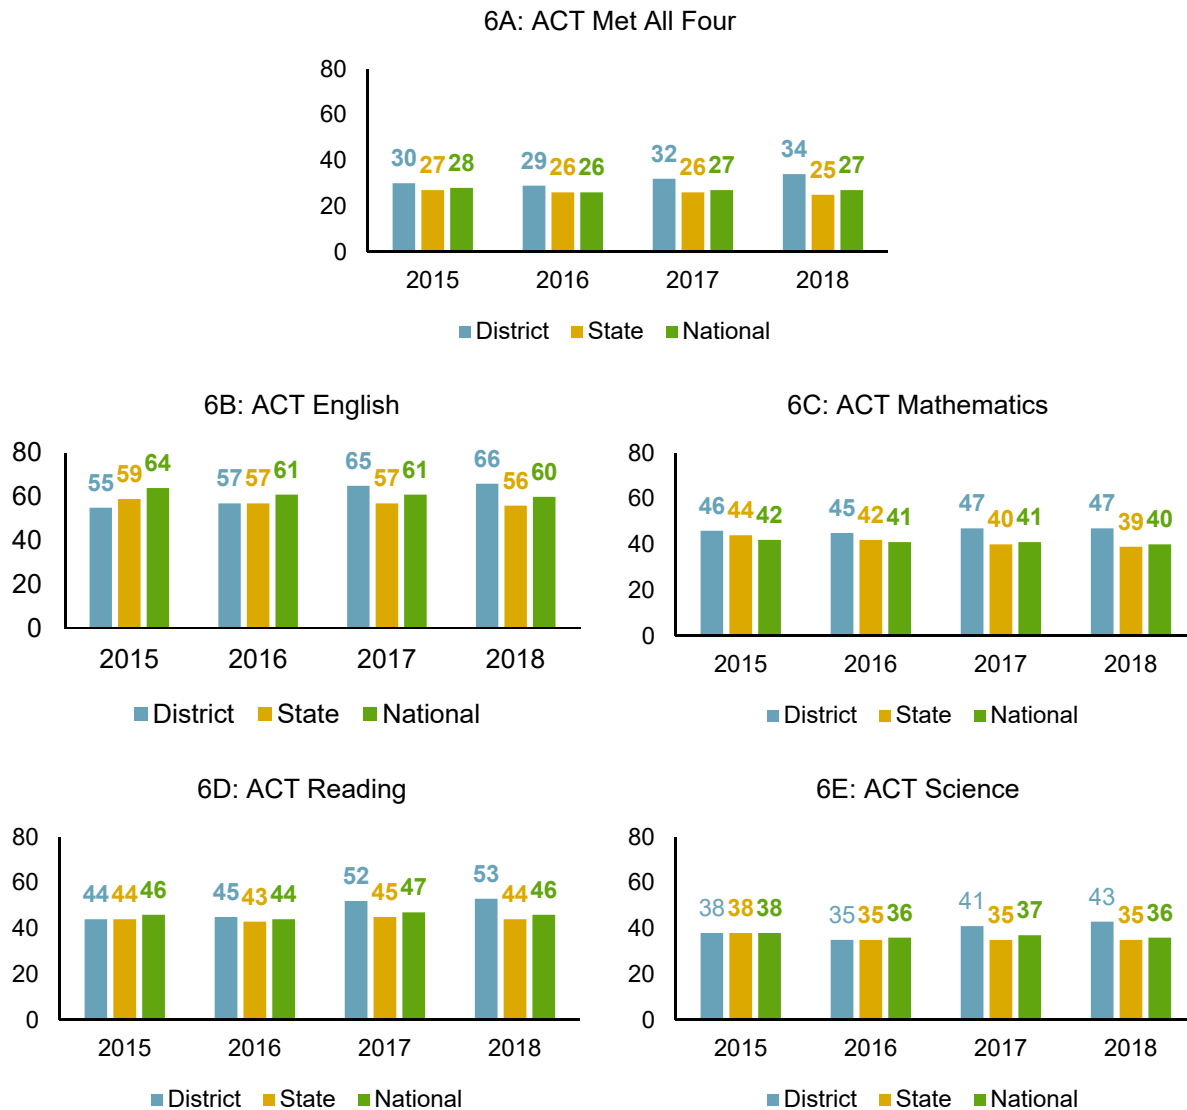 6A: ACT Met All Four
80
60
40
20
0
30 27 28
29 26 26
32 26 27
34 25 27
2015 2016 2017 2018
District State National
6B: ACT English
80
60
40
20
0
55 59 64
57 57 61
65 57 61
66 56 60
2015 2016 2017 2018
District State National
6C: ACT Mathematics
80
60
40
20
0
46 44 42
45 42 41
47 40 41
47 39 40
2015 2016 2017 2018
District State National
6D: ACT Reading
80
60
40
20
0
44 44 46
45 43 44
52 45 47
53 44 46
2015 2016 2017 2018
District State National
6E: ACT Science
80
60
40
20
0
38 38 38
35 35 36
41 35 37
43 35 36
2015 2016 2017 2018
District State National